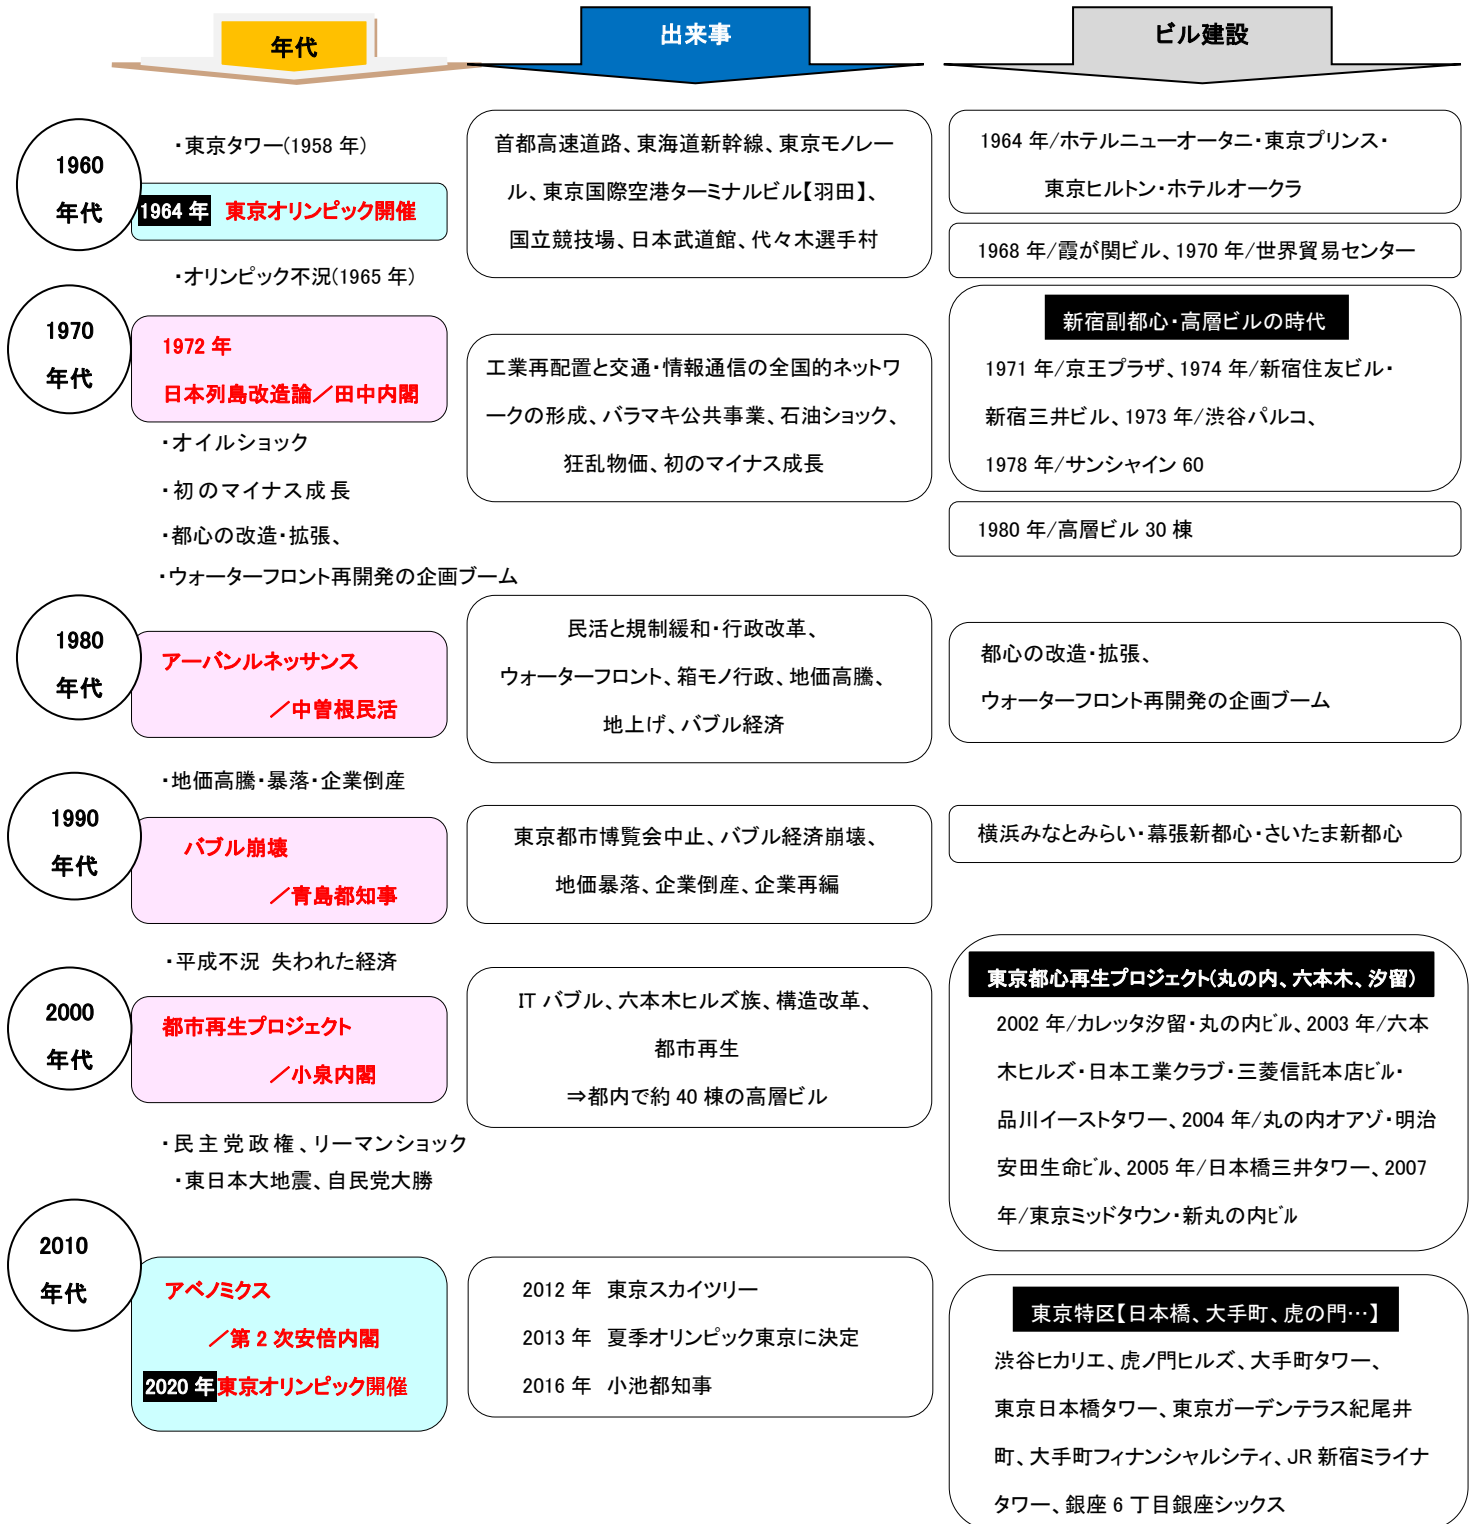 年代
出来事
ビル建設
1960
年代
・東京タワー(1958 年)
1964 年 東京オリンピック開催
・オリンピック不況(1965 年)
首都高速道路、東海道新幹線、東京モノレー
ル、東京国際空港ターミナルビル【羽田】、
国立競技場、日本武道館、代々木選手村
1964 年/ホテルニューオータニ・東京プリンス・
東京ヒルトン・ホテルオークラ
1968 年/霞が関ビル、1970 年/世界貿易センター
1970
年代
1972 年
日本列島改造論／田中内閣
・オイルショック
・初のマイナス成長
・都心の改造・拡張、
・ウォーターフロント再開発の企画ブーム
工業再配置と交通・情報通信の全国的ネットワ
ークの形成、バラマキ公共事業、石油ショック、
狂乱物価、初のマイナス成長
新宿副都心・高層ビルの時代
1971 年/京王プラザ、1974 年/新宿住友ビル・
新宿三井ビル、1973 年/渋谷パルコ、
1978 年/サンシャイン 60
1980 年/高層ビル 30 棟
1980
年代
アーバンルネッサンス
／中曽根民活
・地価高騰・暴落・企業倒産
民活と規制緩和・行政改革、
ウォーターフロント、箱モノ行政、地価高騰、
地上げ、バブル経済
都心の改造・拡張、
ウォーターフロント再開発の企画ブーム
1990
年代
バブル崩壊
／青島都知事
・平成不況 失われた経済
東京都市博覧会中止、バブル経済崩壊、
地価暴落、企業倒産、企業再編
横浜みなとみらい・幕張新都心・さいたま新都心
2000
年代
都市再生プロジェクト
／小泉内閣
・民主党政権、リーマンショック
・東日本大地震、自民党大勝
IT バブル、六本木ヒルズ族、構造改革、
都市再生
⇒都内で約 40 棟の高層ビル
東京都心再生プロジェクト(丸の内、六本木、汐留)
2002 年/カレッタ汐留・丸の内ﾋﾞﾙ、2003 年/六本
木ヒルズ・日本工業クラブ・三菱信託本店ﾋﾞﾙ・
品川イーストタワー、2004 年/丸の内オアゾ・明治
安田生命ﾋﾞﾙ、2005 年/日本橋三井タワー、2007
年/東京ミッドタウン・新丸の内ﾋﾞﾙ
2010
年代
アベノミクス
／第 2 次安倍内閣
2020 年東京オリンピック開催
2012 年 東京スカイツリー
2013 年 夏季オリンピック東京に決定
2016 年 小池都知事
東京特区【日本橋、大手町、虎の門…】
渋谷ヒカリエ、虎ノ門ヒルズ、大手町タワー、
東京日本橋タワー、東京ガーデンテラス紀尾井
町、大手町フィナンシャルシティ、JR 新宿ミライナ
タワー、銀座 6 丁目銀座シックス